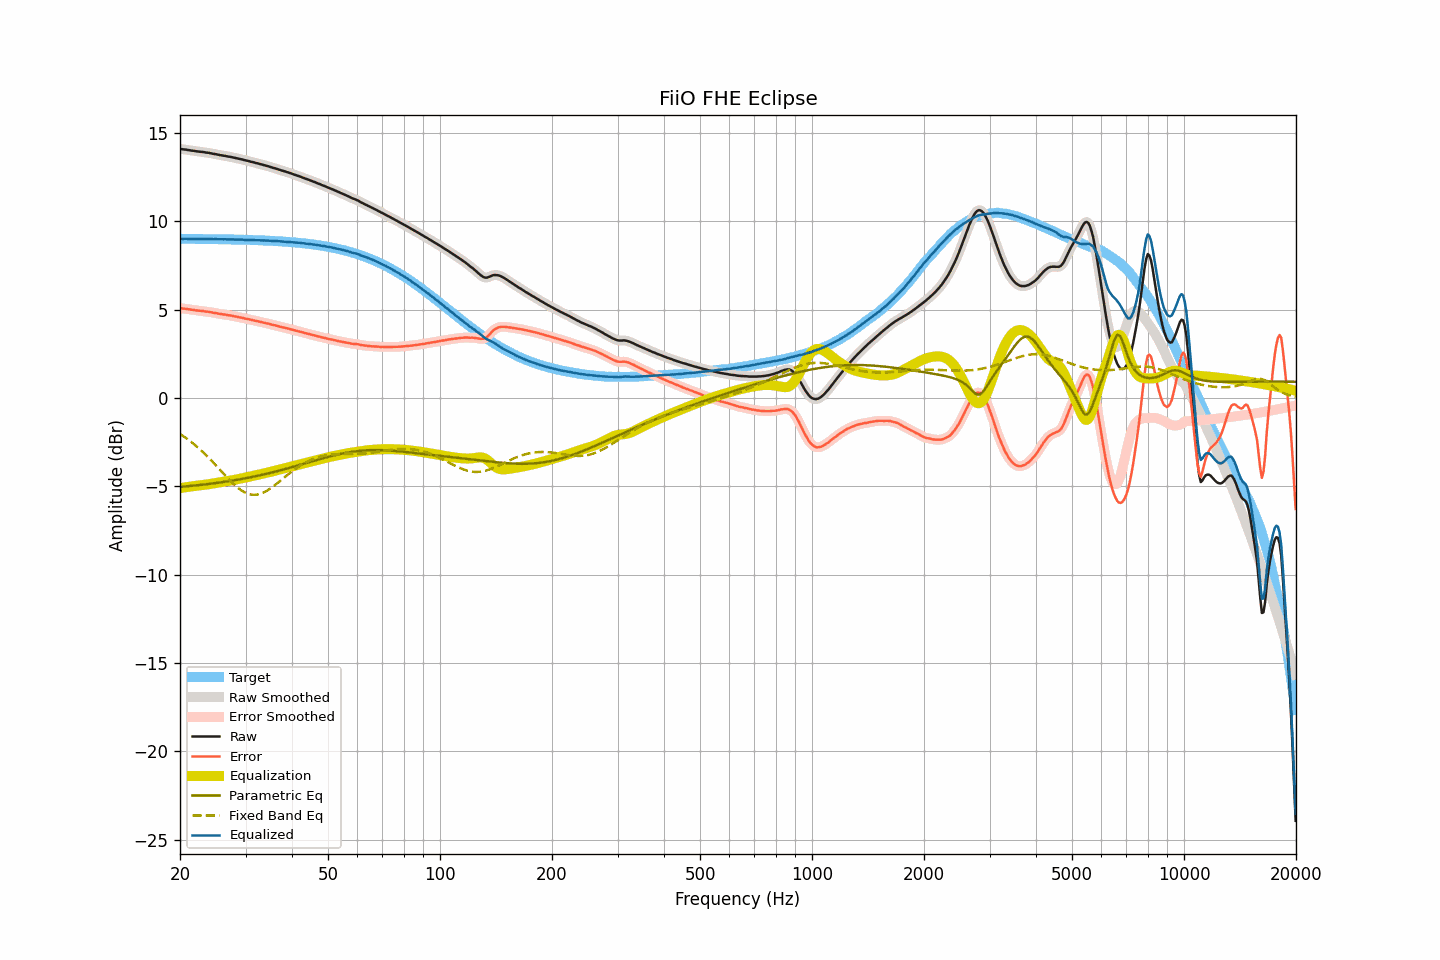 FiiO FHE Eclipse
15
10
5
0
−5
−10
−15
−20
−25
Amplitude (dBr)
Target
Raw Smoothed
Error Smoothed
Raw
Error
Equalization
Parametric Eq
Fixed Band Eq
Equalized
20 50 100 200 500 1000 2000 5000 10000 20000
Frequency (Hz)